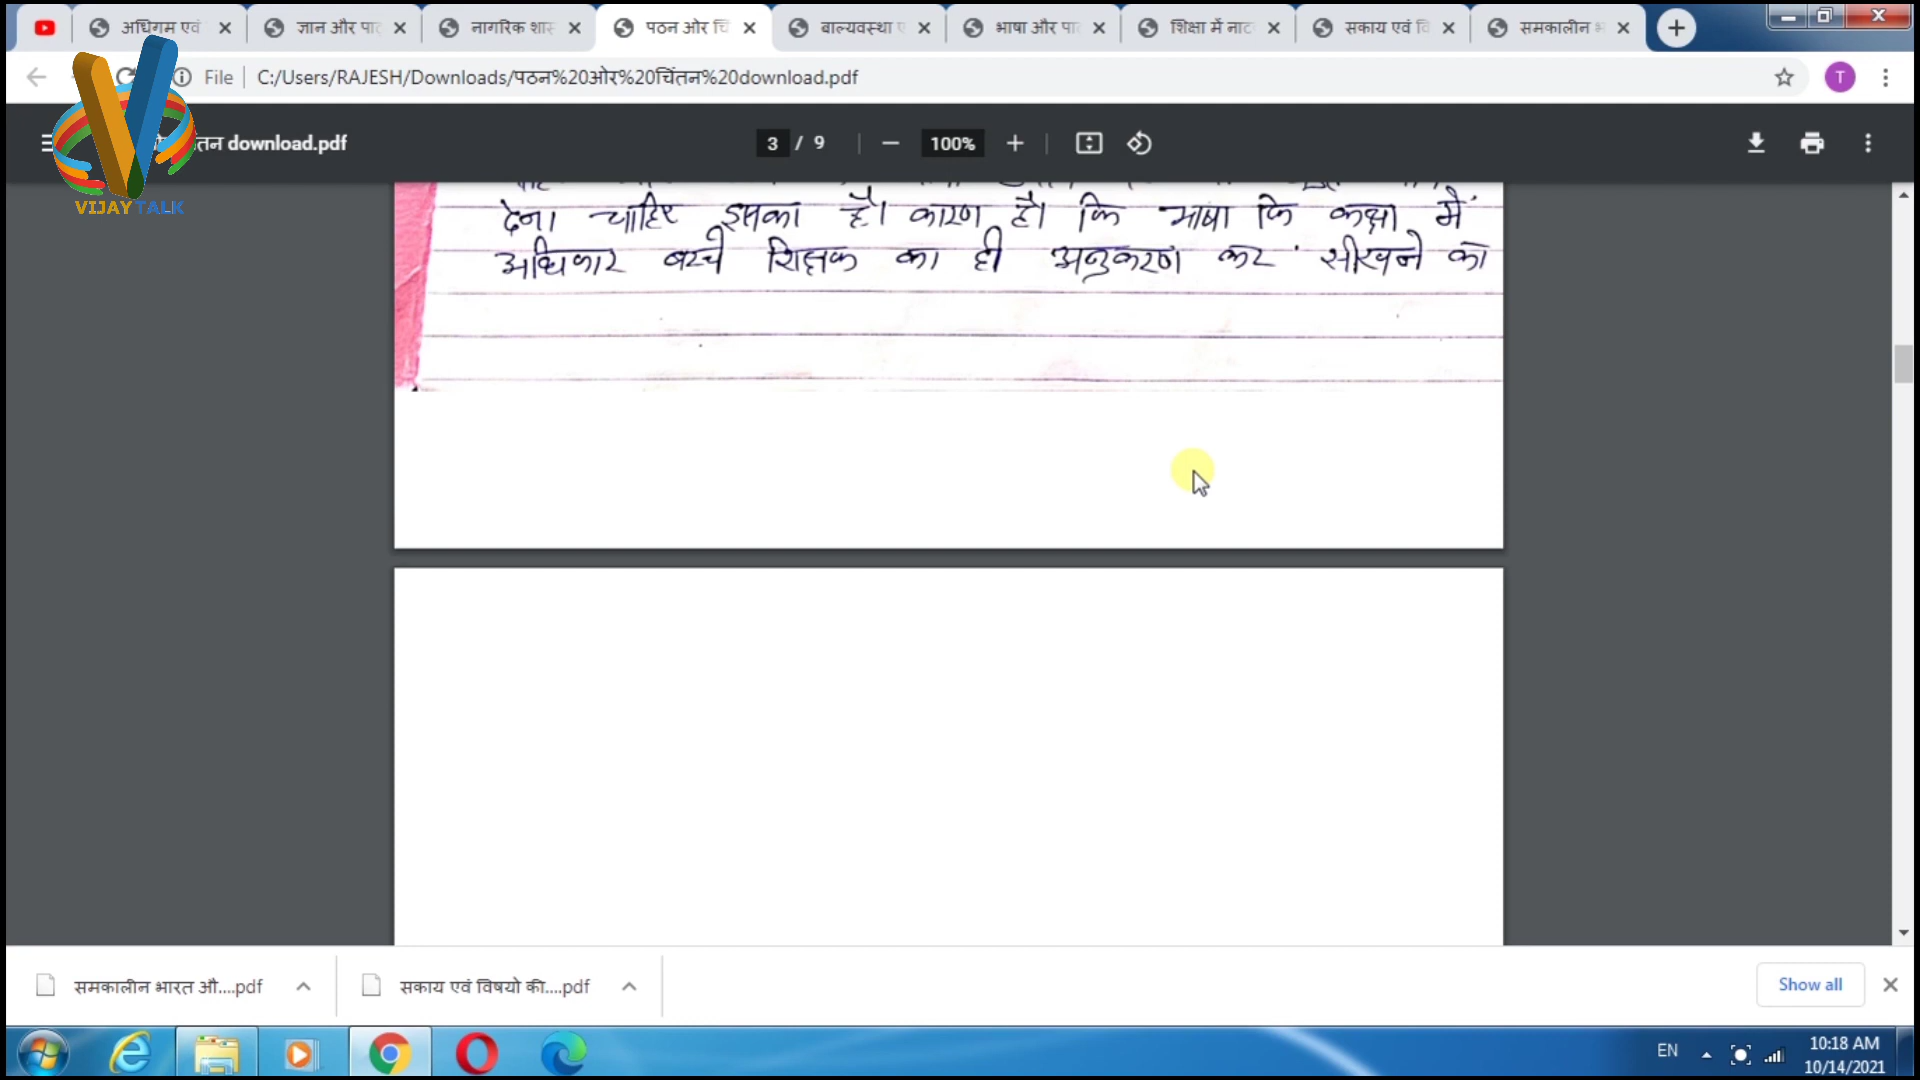 अधिगम एवं
ज्ञान और पाठ
नागरिक शास्
पठन ओर चि
बाल्यवस्था ए
भाषा और पाठ
शिक्षा में नाट
सकाय एवं वि
समकालीन भ
File
C:/Users/RAJESH/Downloads/पठन%20ओर%20चिंतन%20download.pdf
T
तन download.pdf
3 / 9
100%
VIJAY TALK
देना चाहिए इसका है। कारण है। कि भाषा कि कक्षा में
अधिकार बच्चे शिक्षक का ही अनुकरण कर सीखने का
समकालीन भारत औ....pdf
सकाय एवं विषयो की....pdf
Show all
EN
10:18 AM
10/14/2021